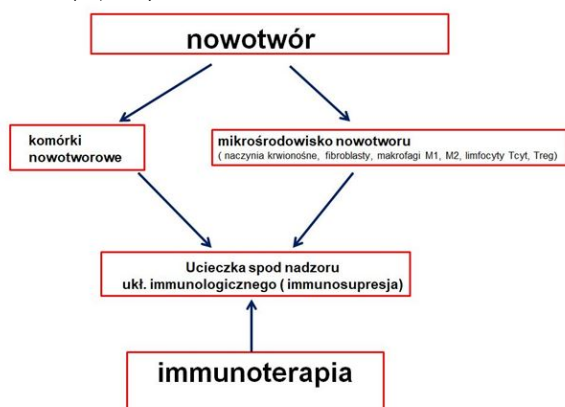 nowotwór
komórki
nowotworowe
mikrośrodowisko nowotworu
( naczynia krwionośne, fibroblasty, makrofagi M1, M2, limfocyty Tcyt, Treg)
Ucieczka spod nadzoru
ukł. immunologicznego ( immunosupresja)
immunoterapia